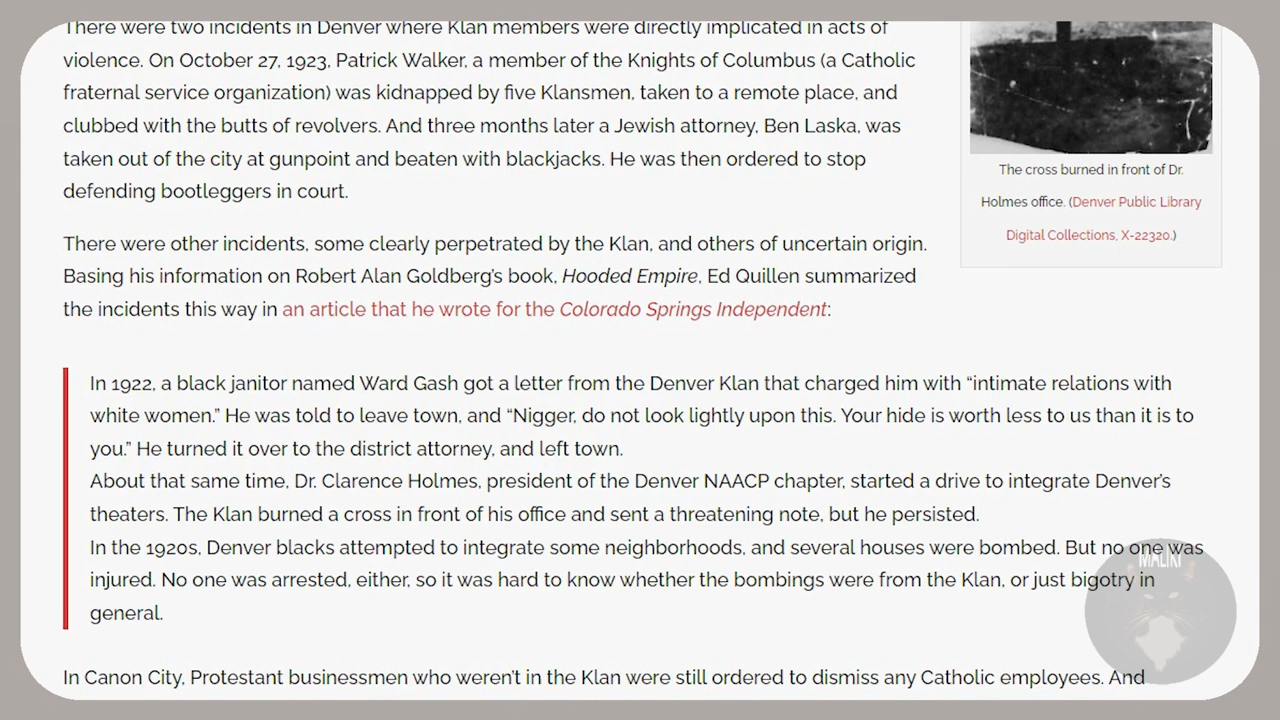 There were two incidents in Denver where Klan members were directly implicated in acts of
violence. On October 27, 1923, Patrick Walker, a member of the Knights of Columbus (a Catholic
fraternal service organization) was kidnapped by five Klansmen, taken to a remote place, and
clubbed with the butts of revolvers. And three months later a Jewish attorney, Ben Laska, was
taken out of the city at gunpoint and beaten with blackjacks. He was then ordered to stop
defending bootleggers in court.
The cross burned in front of Dr.
Holmes office. (Denver Public Library
Digital Collections, X-22320.)
There were other incidents, some clearly perpetrated by the Klan, and others of uncertain origin.
Basing his information on Robert Alan Goldberg's book, Hooded Empire, Ed Quillen summarized
the incidents this way in an article that he wrote for the Colorado Springs Independent:
In 1922, a black janitor named Ward Gash got a letter from the Denver Klan that charged him with “intimate relations with
white women.” He was told to leave town, and “Nigger, do not look lightly upon this. Your hide is worth less to us than it is to
you.” He turned it over to the district attorney, and left town.
About that same time, Dr. Clarence Holmes, president of the Denver NAACP chapter, started a drive to integrate Denver's
theaters. The Klan burned a cross in front of his office and sent a threatening note, but he persisted.
In the 1920s, Denver blacks attempted to integrate some neighborhoods, and several houses were bombed. But no one was
injured. No one was arrested, either, so it was hard to know whether the bombings were from the Klan, or just bigotry in
general.
MALIKI
In Canon City, Protestant businessmen who weren't in the Klan were still ordered to dismiss any Catholic employees. And